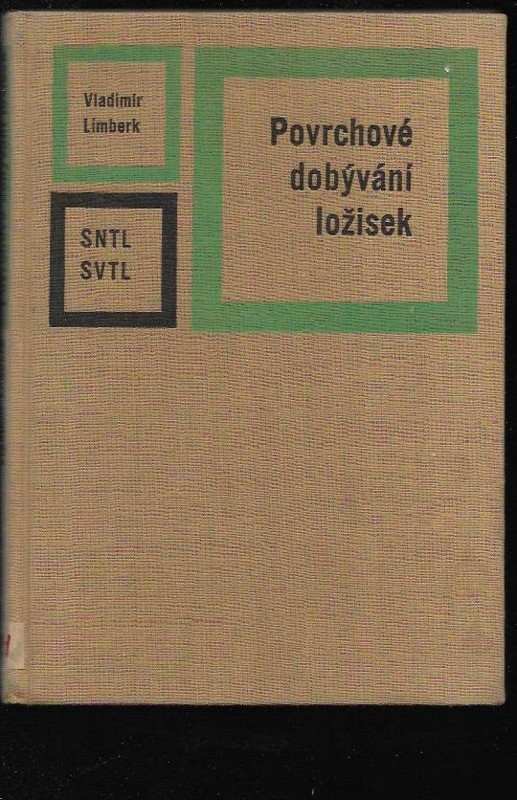 Vladimír
Limberk
Povrchové
dobývání
ložisek
SNTL
SVTL